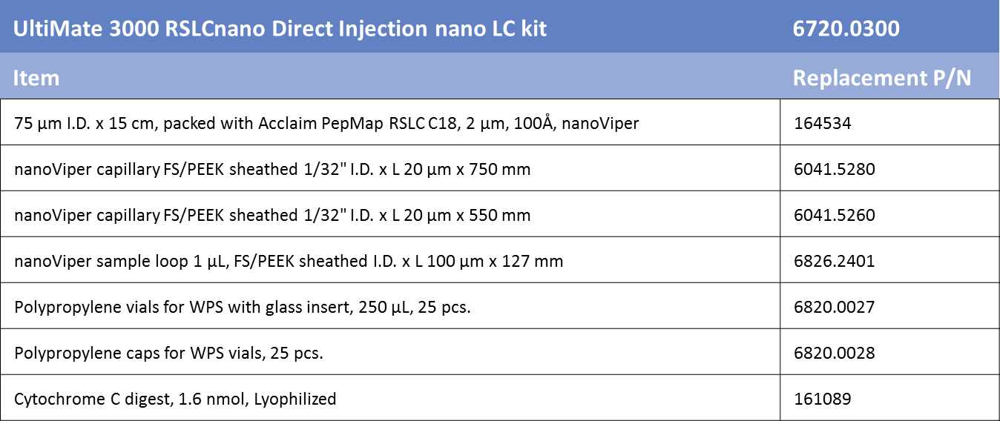 UltiMate 3000 RSLCnano Direct Injection nano LC kit 6720.0300
Item Replacement P/N
75 µm I.D. x 15 cm, packed with Acclaim PepMap RSLC C18, 2 µm, 100Å, nanoViper 164534
nanoViper capillary FS/PEEK sheathed 1/32" I.D. x L 20 µm x 750 mm 6041.5280
nanoViper capillary FS/PEEK sheathed 1/32" I.D. x L 20 µm x 550 mm 6041.5260
nanoViper sample loop 1 µL, FS/PEEK sheathed I.D. x L 100 µm x 127 mm 6826.2401
Polypropylene vials for WPS with glass insert, 250 µL, 25 pcs. 6820.0027
Polypropylene caps for WPS vials, 25 pcs. 6820.0028
Cytochrome C digest, 1.6 nmol, Lyophilized 161089